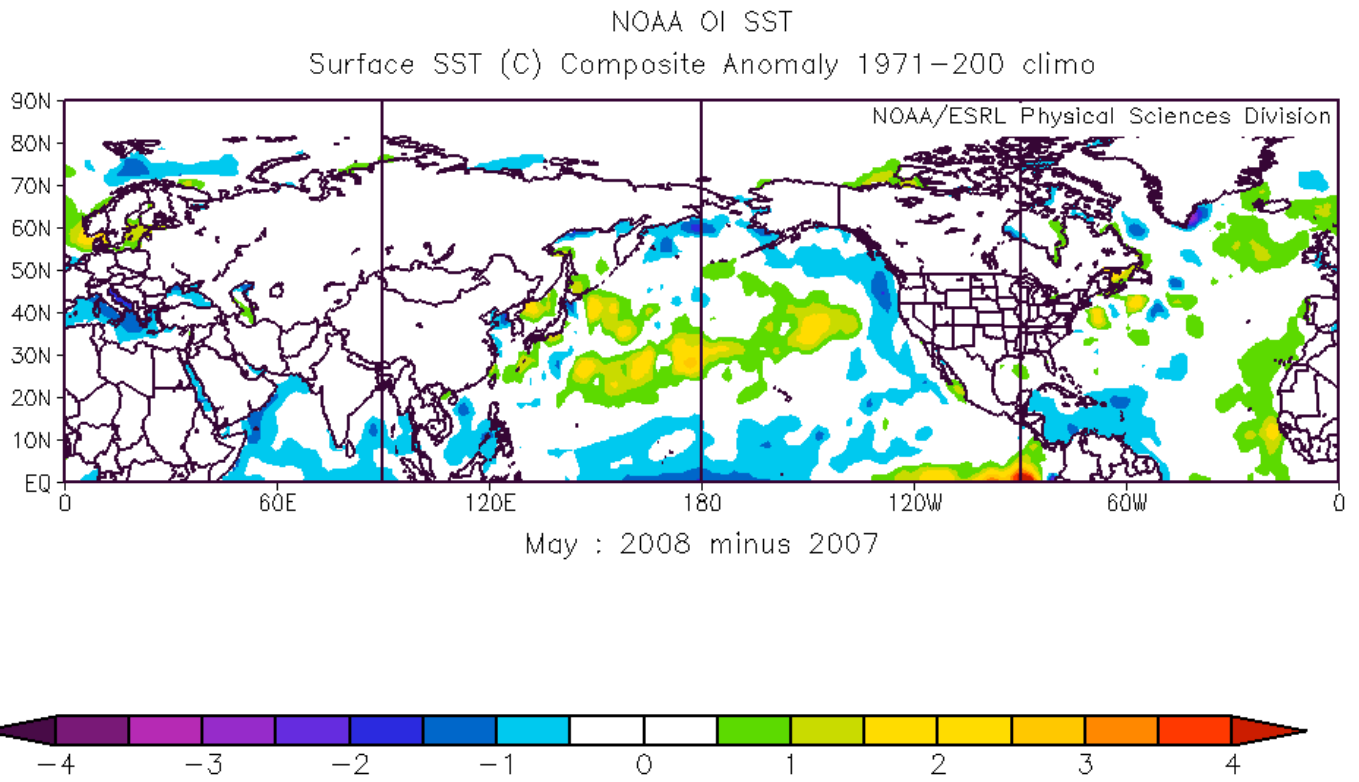 NOAA OI SST
Surface SST (C) Composite Anomaly 1971-200 climo
NOAA/ESRL Physical Sciences Division
90N
80N
70N
60N
50N
40N
30N
20N
10N
EQ
0 60E 120E 180 120W 60W 0
May : 2008 minus 2007
-4 -3 -2 -1 0 1 2 3 4